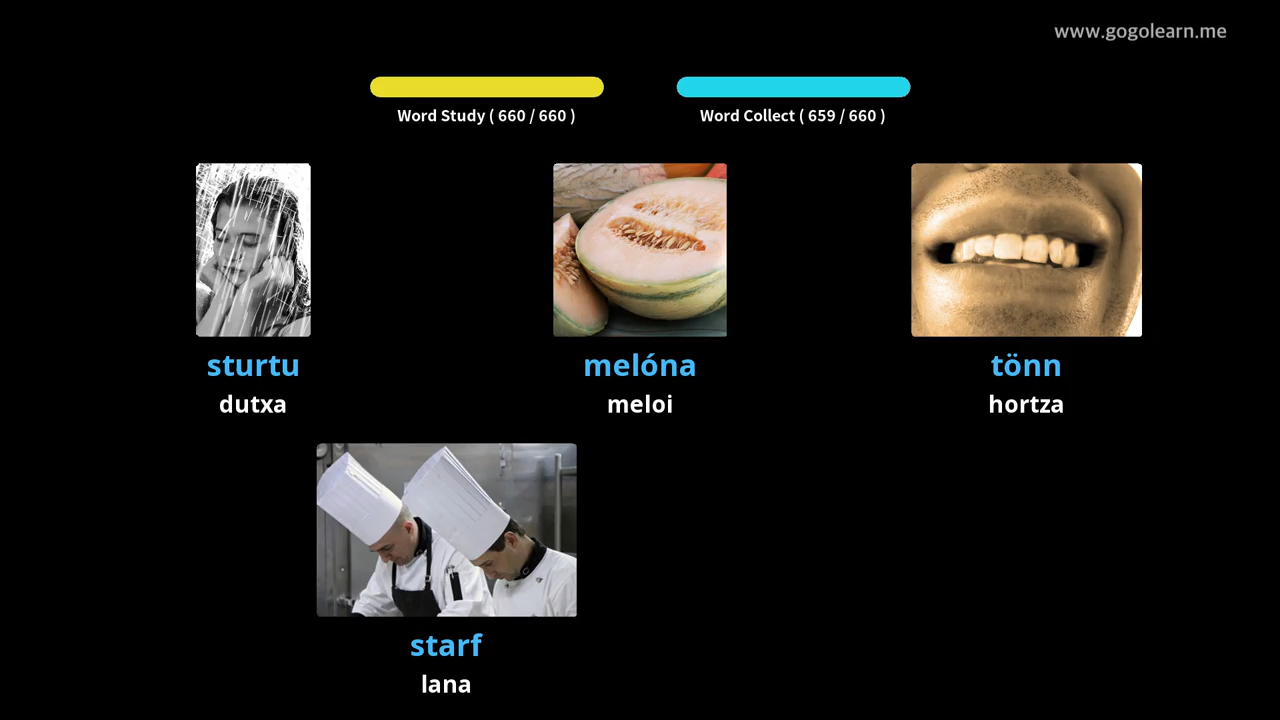 www.gogolearn.me
Word Study ( 660 / 660 )
Word Collect ( 659 / 660 )
sturtu
dutxa
melóna
meloi
tönn
hortza
starf
lana